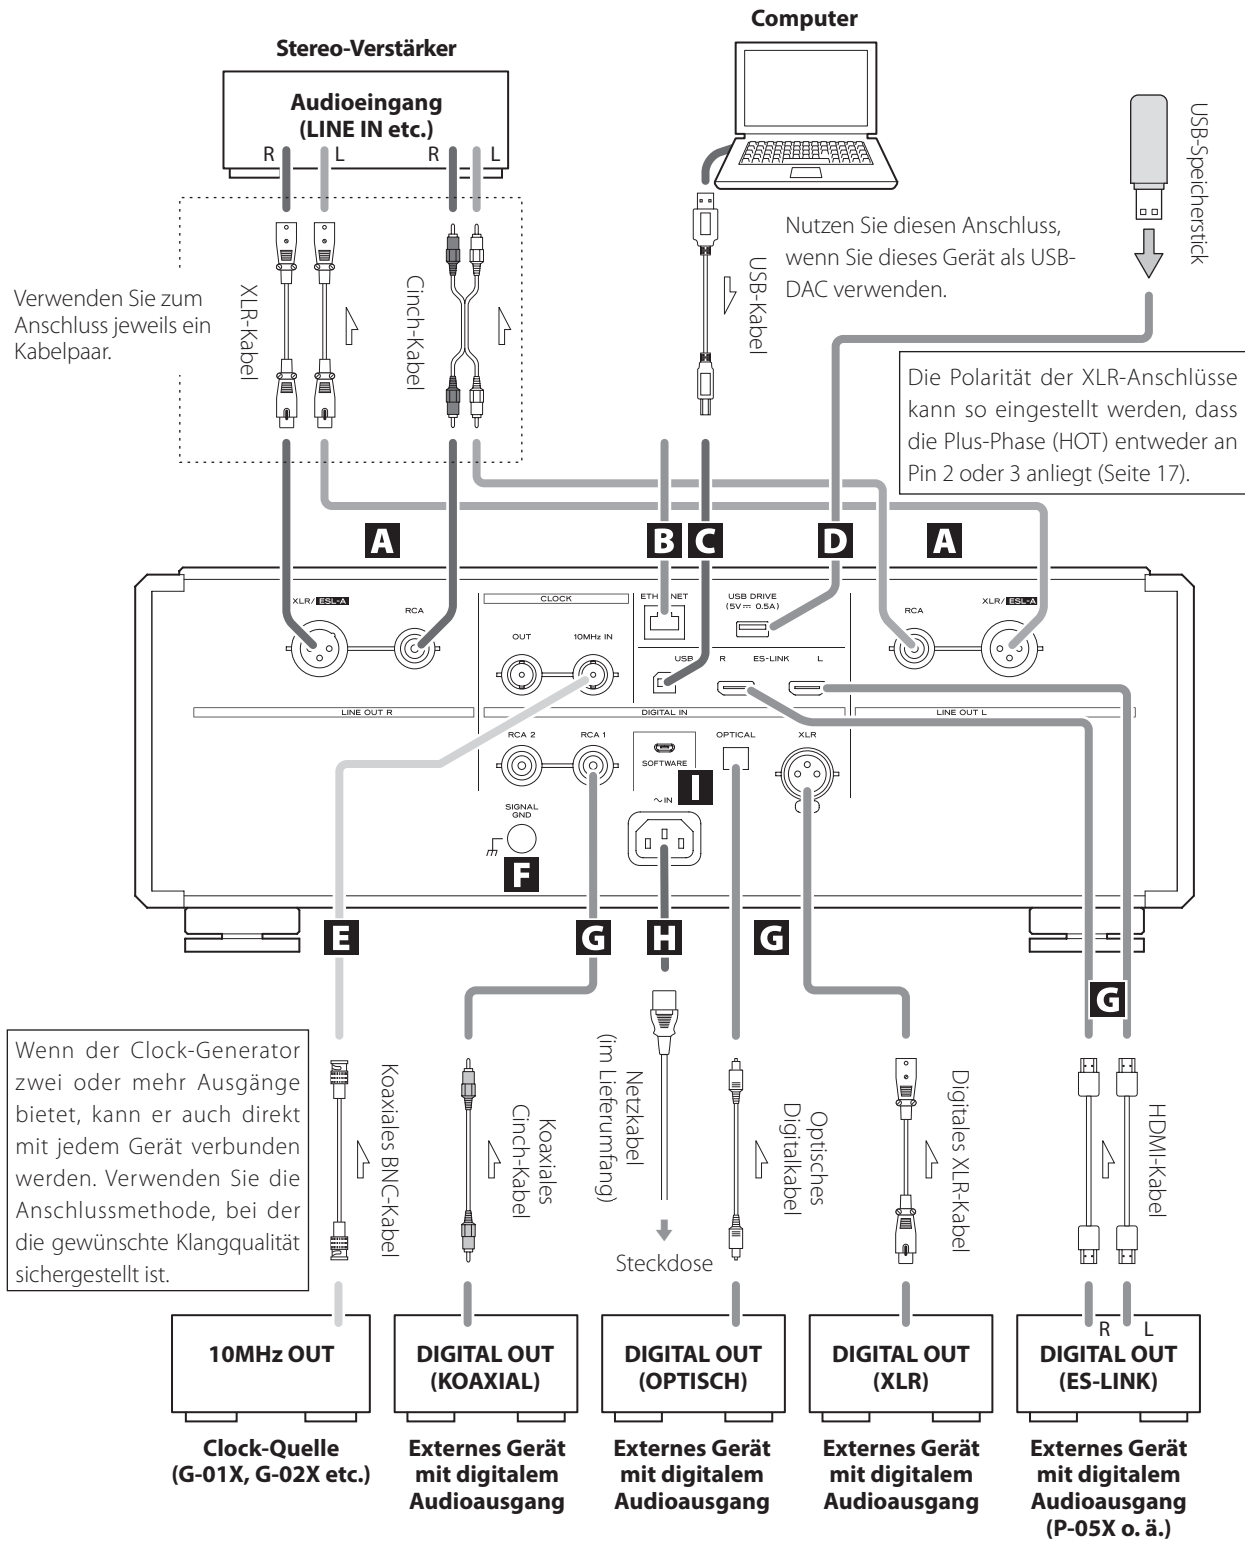 Computer
Stereo-Verstärker
Audioeingang
(LINE IN etc.)
R
L
R
L
USB-Speicherstick
Nutzen Sie diesen Anschluss,
wenn Sie dieses Gerät als USB-
DAC verwenden.
Verwenden Sie zum
Anschluss jeweils ein
Kabelpaar.
XLR-Kabel
Cinch-Kabel
USB-Kabel
Die Polarität der XLR-Anschlüsse
kann so eingestellt werden, dass
die Plus-Phase (HOT) entweder an
Pin 2 oder 3 anliegt (Seite 17).
A
B
C
D
A
XLR/ ESL-A
RCA
CLOCK
ETHERNET
USB DRIVE
(5V⎓ 0.5A)
RCA
XLR/ ESL-A
OUT
10MHz IN
USB
R
ES-LINK
L
LINE OUT R
DIGITAL IN
LINE OUT L
RCA 2
RCA 1
SOFTWARE
OPTICAL
XLR
I
SIGNAL
GND
～IN
F
E
G
H
G
G
Wenn der Clock-Generator
zwei oder mehr Ausgänge
bietet, kann er auch direkt
mit jedem Gerät verbunden
werden. Verwenden Sie die
Anschlussmethode, bei der
die gewünschte Klangqualität
sichergestellt ist.
Koaxiales BNC-Kabel
Koaxiales
Cinch-Kabel
Netzkabel
(im Lieferumfang)
Steckdose
Optisches
Digitalkabel
Digitales XLR-Kabel
HDMI-Kabel
10MHz OUT
DIGITAL OUT
(KOAXIAL)
DIGITAL OUT
(OPTISCH)
DIGITAL OUT
(XLR)
R
L
DIGITAL OUT
(ES-LINK)
Clock-Quelle
(G-01X, G-02X etc.)
Externes Gerät
mit digitalem
Audioausgang
Externes Gerät
mit digitalem
Audioausgang
Externes Gerät
mit digitalem
Audioausgang
Externes Gerät
mit digitalem
Audioausgang
(P-05X o. ä.)